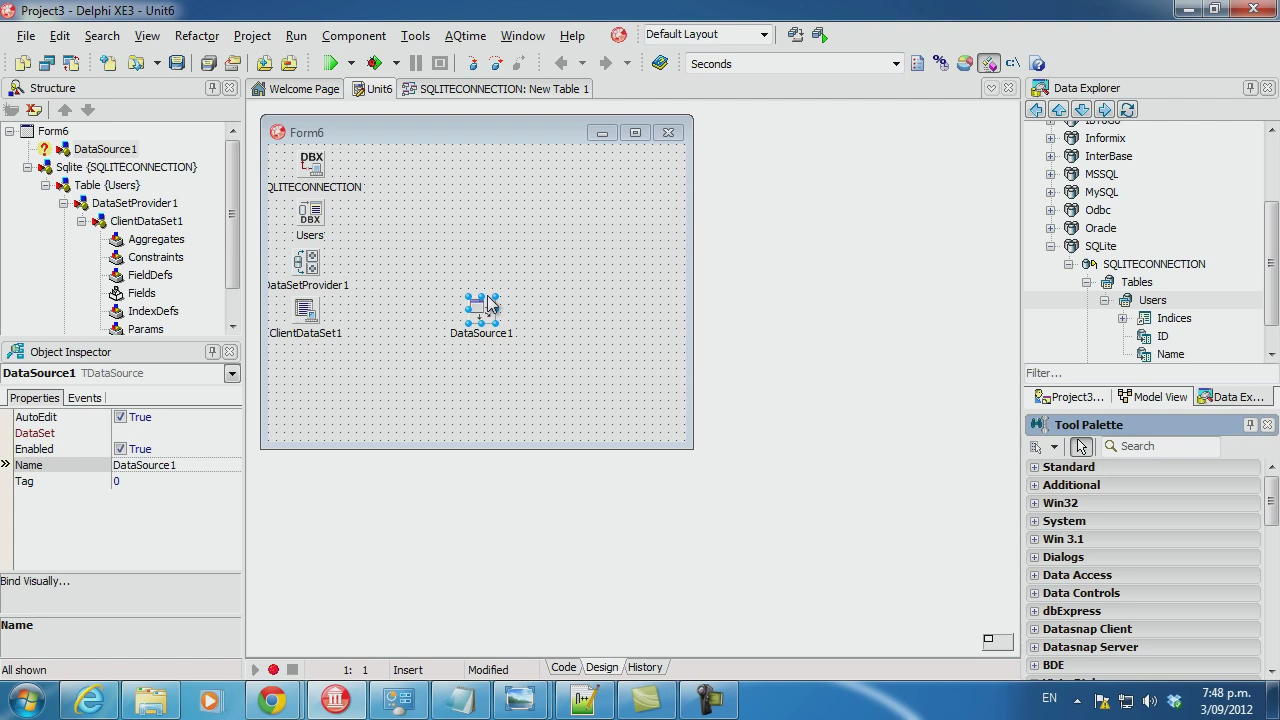 Project3 - Delphi XE3 - Unit6
File Edit Search View Refactor Project Run Component Tools AQtime Window Help
Default Layout
Seconds
Structure
Form6
DataSource1
Sqlite {SQLITECONNECTION}
Table {Users}
DataSetProvider1
ClientDataSet1
Aggregates
Constraints
FieldDefs
Fields
IndexDefs
Params
Object Inspector
DataSource1 TDataSource
Properties Events
AutoEdit True
DataSet
Enabled True
Name DataSource1
Tag 0
Bind Visually...
Name
All shown
Welcome Page Unit6 SQLITECONNECTION: New Table 1
Form6
DBX
QLITECONNECTION
DBX
Users
DataSetProvider1
ClientDataSet1
DataSource1
1: 1 Insert Modified Code Design History
Data Explorer
Informix
InterBase
MSSQL
MySQL
Odbc
Oracle
SQLite
SQLITECONNECTION
Tables
Users
Indices
ID
Name
Filter...
Project3... Model View Data Ex...
Tool Palette
Search
Standard
Additional
Win32
System
Win 3.1
Dialogs
Data Access
Data Controls
dbExpress
Datasnap Client
Datasnap Server
BDE
EN
7:48 p.m.
3/09/2012